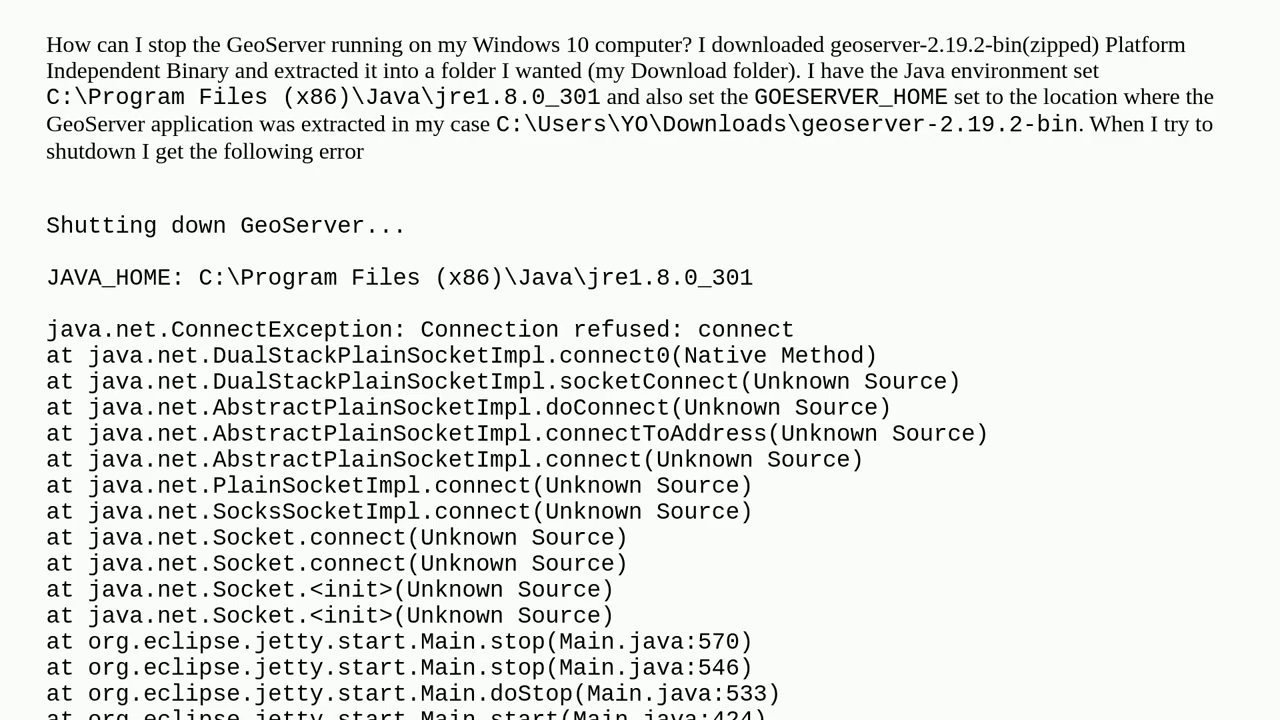 How can I stop the GeoServer running on my Windows 10 computer? I downloaded geoserver-2.19.2-bin(zipped) Platform
Independent Binary and extracted it into a folder I wanted (my Download folder). I have the Java environment set
C:\Program Files (x86)\Java\jre1.8.0_301 and also set the GOESERVER_HOME set to the location where the
GeoServer application was extracted in my case C:\Users\YO\Downloads\geoserver-2.19.2-bin. When I try to
shutdown I get the following error
Shutting down GeoServer...
JAVA_HOME: C:\Program Files (x86)\Java\jre1.8.0_301
java.net.ConnectException: Connection refused: connect
at java.net.DualStackPlainSocketImpl.connect0(Native Method)
at java.net.DualStackPlainSocketImpl.socketConnect(Unknown Source)
at java.net.AbstractPlainSocketImpl.doConnect(Unknown Source)
at java.net.AbstractPlainSocketImpl.connectToAddress(Unknown Source)
at java.net.AbstractPlainSocketImpl.connect(Unknown Source)
at java.net.PlainSocketImpl.connect(Unknown Source)
at java.net.SocksSocketImpl.connect(Unknown Source)
at java.net.Socket.connect(Unknown Source)
at java.net.Socket.connect(Unknown Source)
at java.net.Socket.<init>(Unknown Source)
at java.net.Socket.<init>(Unknown Source)
at org.eclipse.jetty.start.Main.stop(Main.java:570)
at org.eclipse.jetty.start.Main.stop(Main.java:546)
at org.eclipse.jetty.start.Main.doStop(Main.java:533)
at org.eclipse.jetty.start.Main.start(Main.java:424)